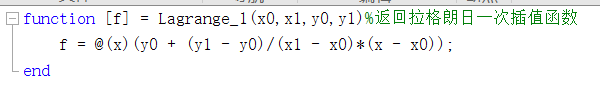 function [f] = Lagrange_1(x0,x1,y0,y1)%返回拉格朗日一次插值函数
f = @(x)(y0 + (y1 - y0)/(x1 - x0)*(x - x0));
end